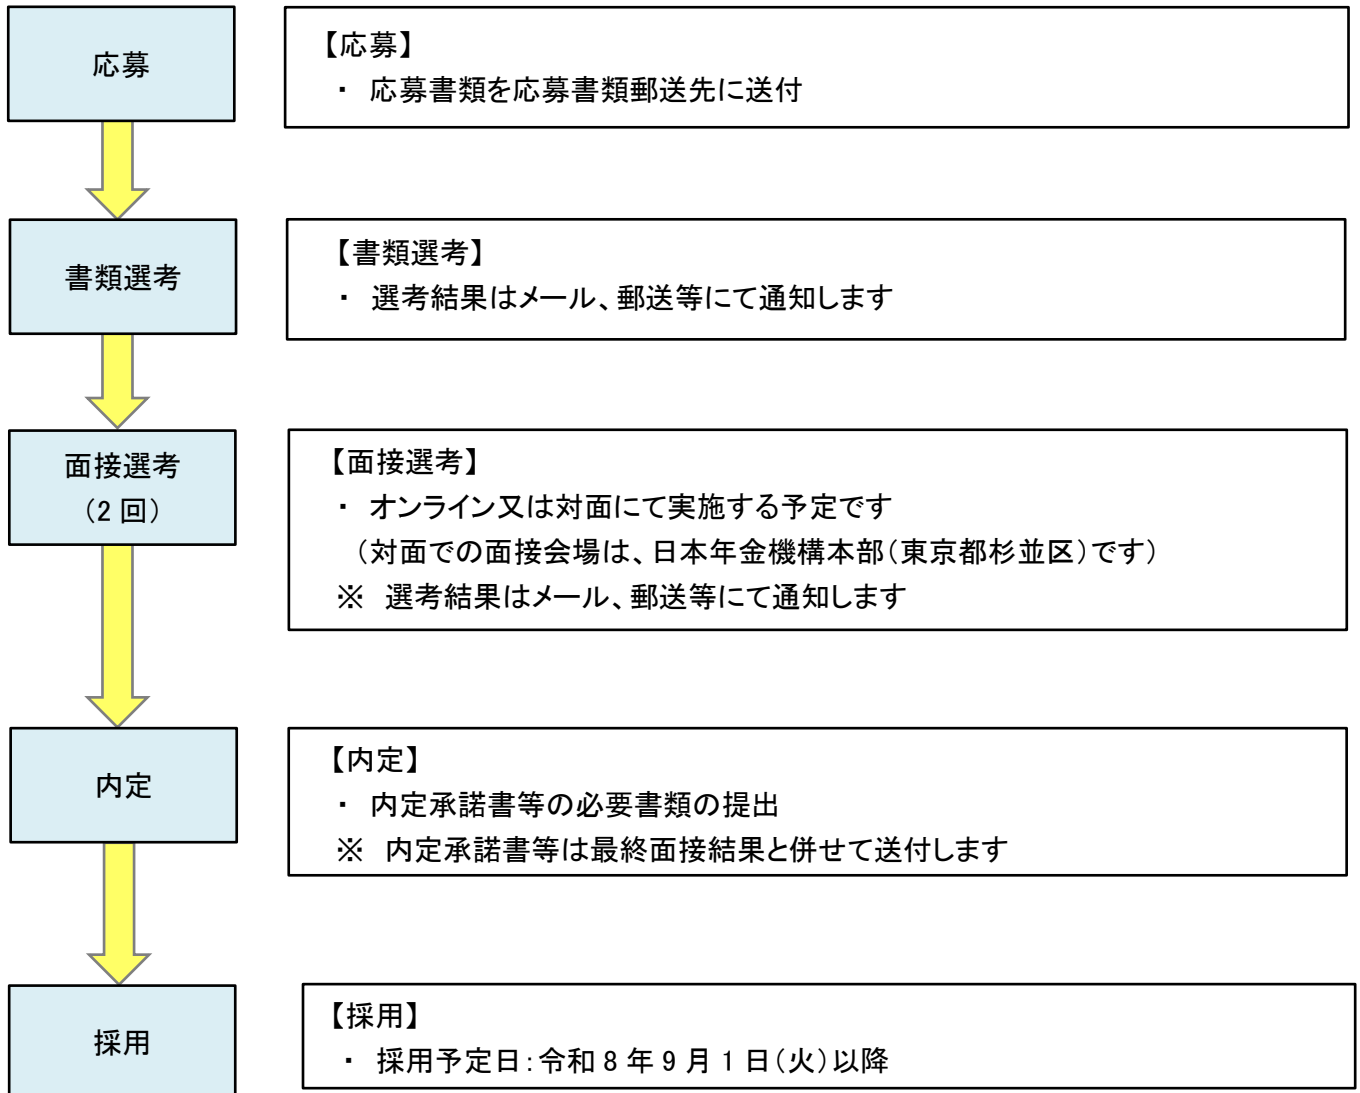 応募
【応募】
・ 応募書類を応募書類郵送先に送付
書類選考
【書類選考】
・ 選考結果はメール、郵送等にて通知します
面接選考
（2 回）
【面接選考】
・ オンライン又は対面にて実施する予定です
（対面での面接会場は、日本年金機構本部（東京都杉並区）です）
※ 選考結果はメール、郵送等にて通知します
内定
【内定】
・ 内定承諾書等の必要書類の提出
※ 内定承諾書等は最終面接結果と併せて送付します
採用
【採用】
・ 採用予定日：令和 8 年 9 月 1 日（火）以降